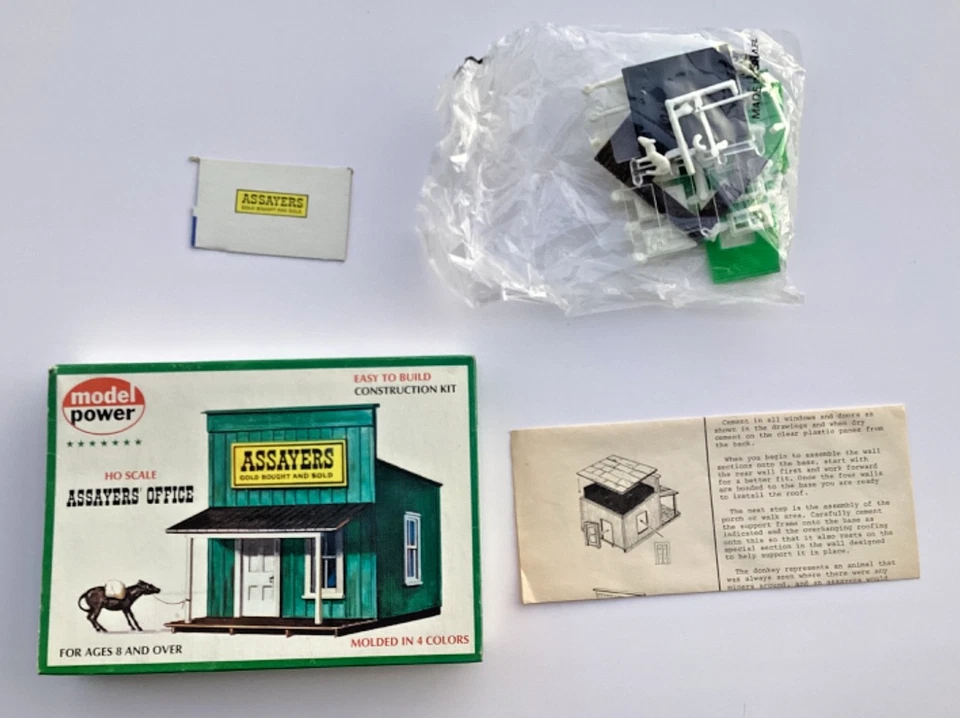 MADE
ASSAYERS
GOLD BOUGHT AND SOLD
model
power
EASY TO BUILD
CONSTRUCTION KIT
HO SCALE
ASSAYERS' OFFICE
ASSAYERS
GOLD BOUGHT AND SOLD
FOR AGES 8 AND OVER
MOLDED IN 4 COLORS
Cement in all windows and doors as
shown in the drawings and when dry
cement on the clear plastic panes from
the back.
When you begin to assemble the wall
sections onto the base, start with
the rear wall first and work forward
for a better fit. Once the four walls
are bonded to the base you are ready
to install the roof.
The next step is the assembly of the
porch or walk area. Carefully cement
the support frame onto the base as
indicated and the overhanging roofing
onto this so that it also rests on the
special section in the wall designed
to help support it in place.
The donkey represents an animal that
was always seen where there were any
miners around, and an assayers would